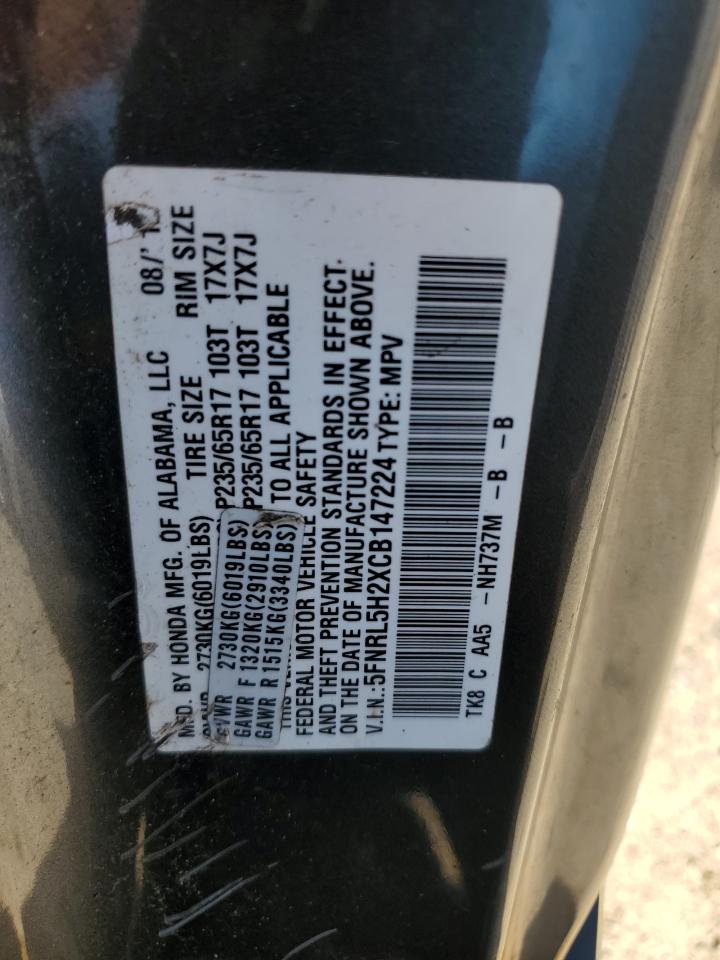 MFD. BY HONDA MFG. OF ALABAMA, LLC 08/'
2730KG(6019LBS) TIRE SIZE RIM SIZE
GVWR 2730KG(6019LBS) P235/65R17 103T 17X7J
GAWR F 1320KG(2910LBS) P235/65R17 103T 17X7J
GAWR R 1515KG(3340LBS)
TO ALL APPLICABLE
FEDERAL MOTOR VEHICLE SAFETY
AND THEFT PREVENTION STANDARDS IN EFFECT
ON THE DATE OF MANUFACTURE SHOWN ABOVE.
V.I.N.:5FNRL5H2XCB147224 TYPE: MPV
TK8 C AA5 -NH737M -B -B